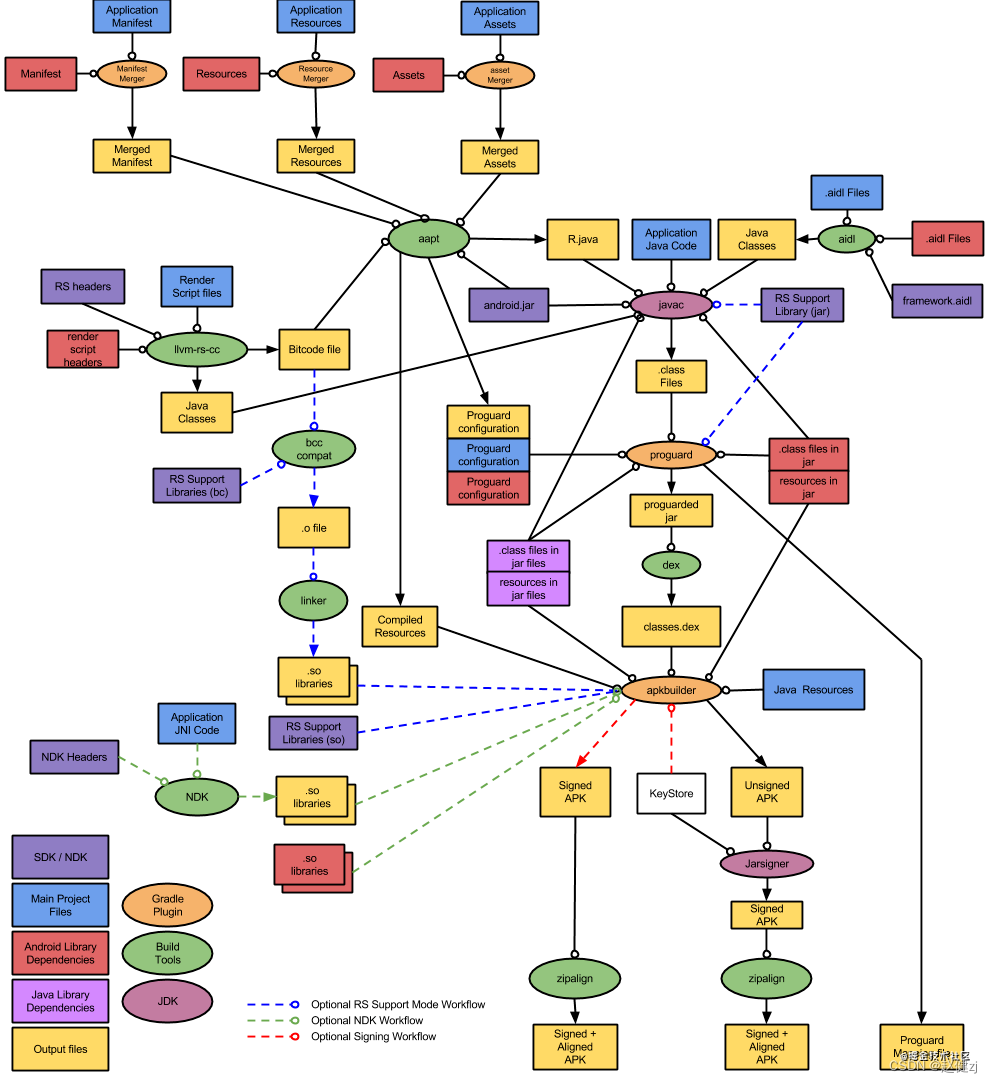 Application
Manifest
Application
Resources
Application
Assets
Manifest
Manifest
Merger
Resources
Resource
Merger
Assets
asset
Merger
Merged
Manifest
Merged
Resources
Merged
Assets
.aidl Files
aapt
R.java
Application
Java Code
Java
Classes
aidl
.aidl Files
RS headers
Render
Script files
android.jar
javac
RS Support
Library (jar)
framework.aidl
render
script
headers
llvm-rs-cc
Bitcode file
.class
Files
Java
Classes
Proguard
configuration
Proguard
configuration
Proguard
configuration
bcc
compat
proguard
.class files in
jar
resources in
jar
RS Support
Libraries (bc)
proguarded
jar
.o file
.class files in
jar files
resources in
jar files
dex
linker
Compiled
Resources
classes.dex
.so
libraries
apkbuilder
Java Resources
Application
JNI Code
RS Support
Libraries (so)
NDK Headers
NDK
.so
libraries
Signed
APK
KeyStore
Unsigned
APK
.so
libraries
Jarsigner
SDK / NDK
Main Project
Files
Gradle
Plugin
Signed
APK
Android Library
Dependencies
Build
Tools
zipalign
zipalign
Java Library
Dependencies
JDK
Optional RS Support Mode Workflow
Optional NDK Workflow
Optional Signing Workflow
Output files
Signed +
Aligned
APK
Signed +
Aligned
APK
Proguard
@稀土掘金技术社区
CSDN @赵健zj